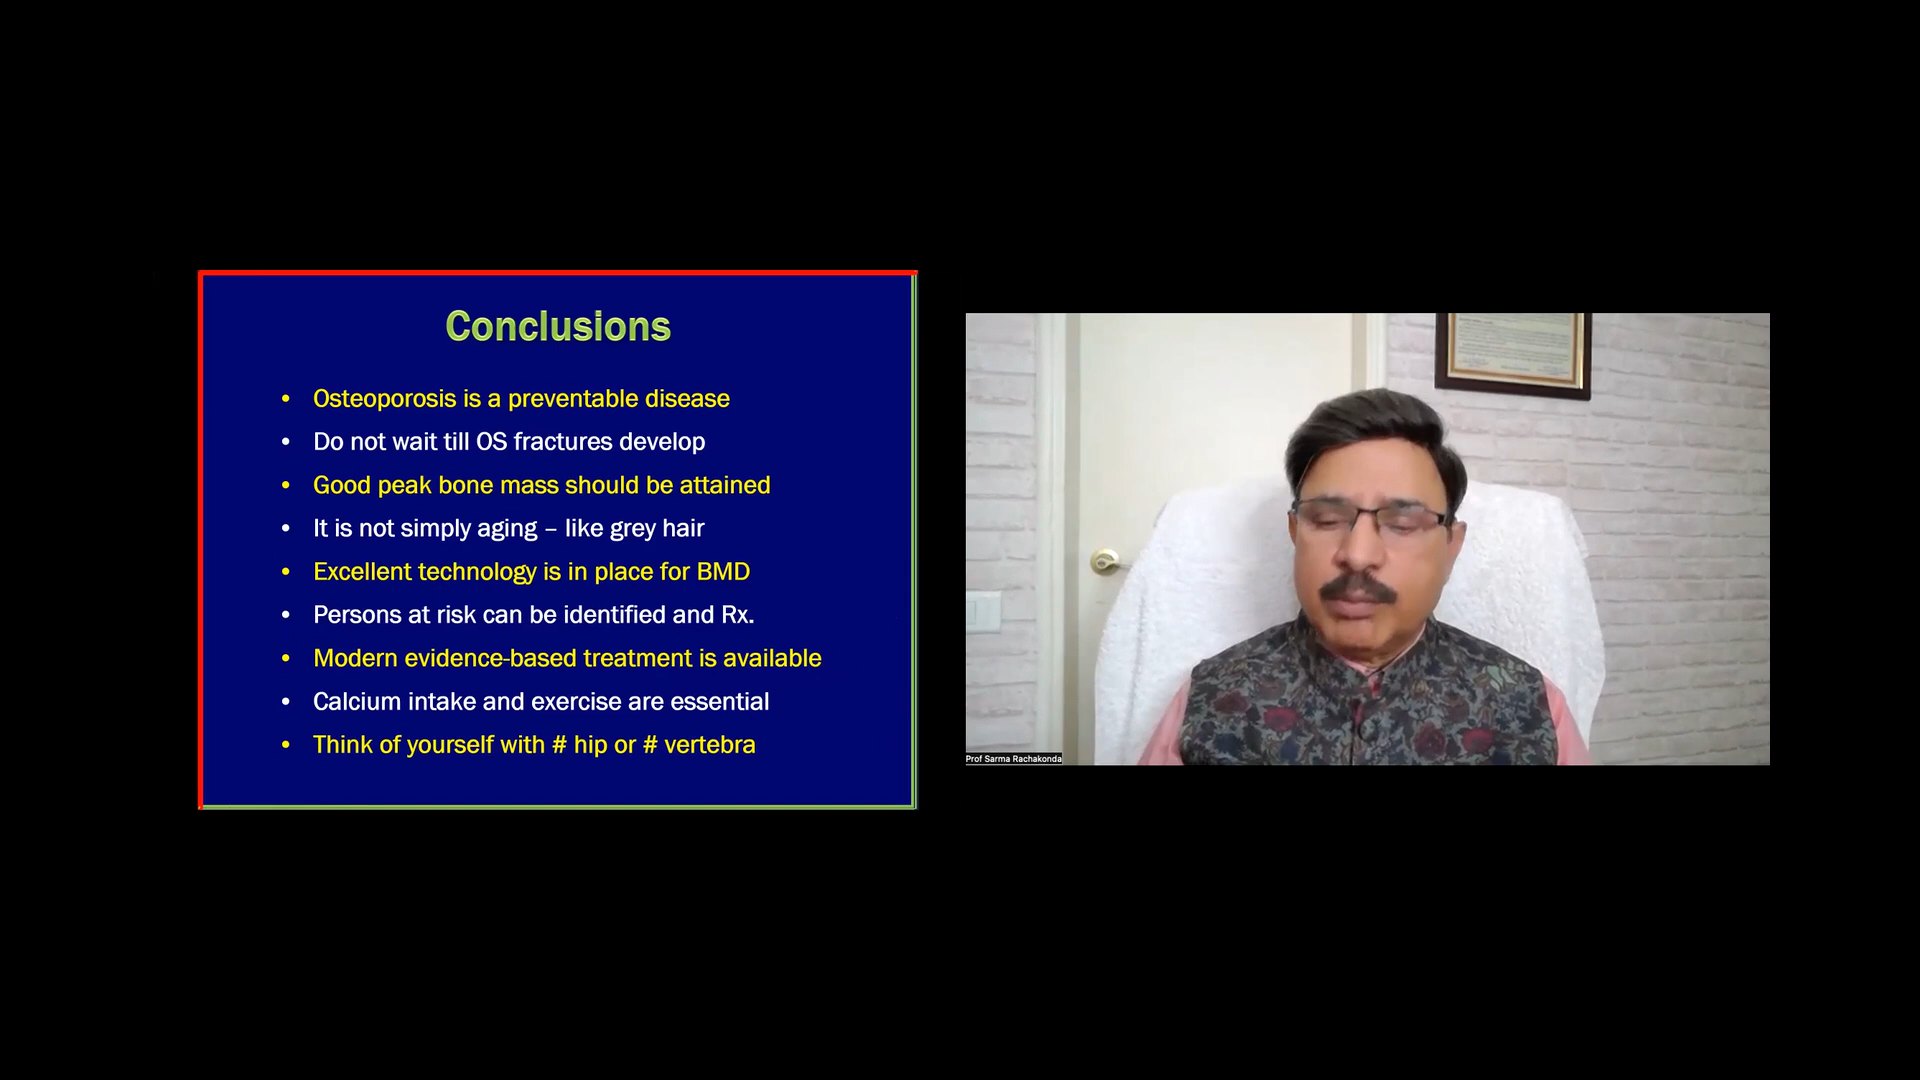 Conclusions
• Osteoporosis is a preventable disease
• Do not wait till OS fractures develop
• Good peak bone mass should be attained
• It is not simply aging – like grey hair
• Excellent technology is in place for BMD
• Persons at risk can be identified and Rx.
• Modern evidence-based treatment is available
• Calcium intake and exercise are essential
• Think of yourself with # hip or # vertebra
Prof Sarma Rachakonda